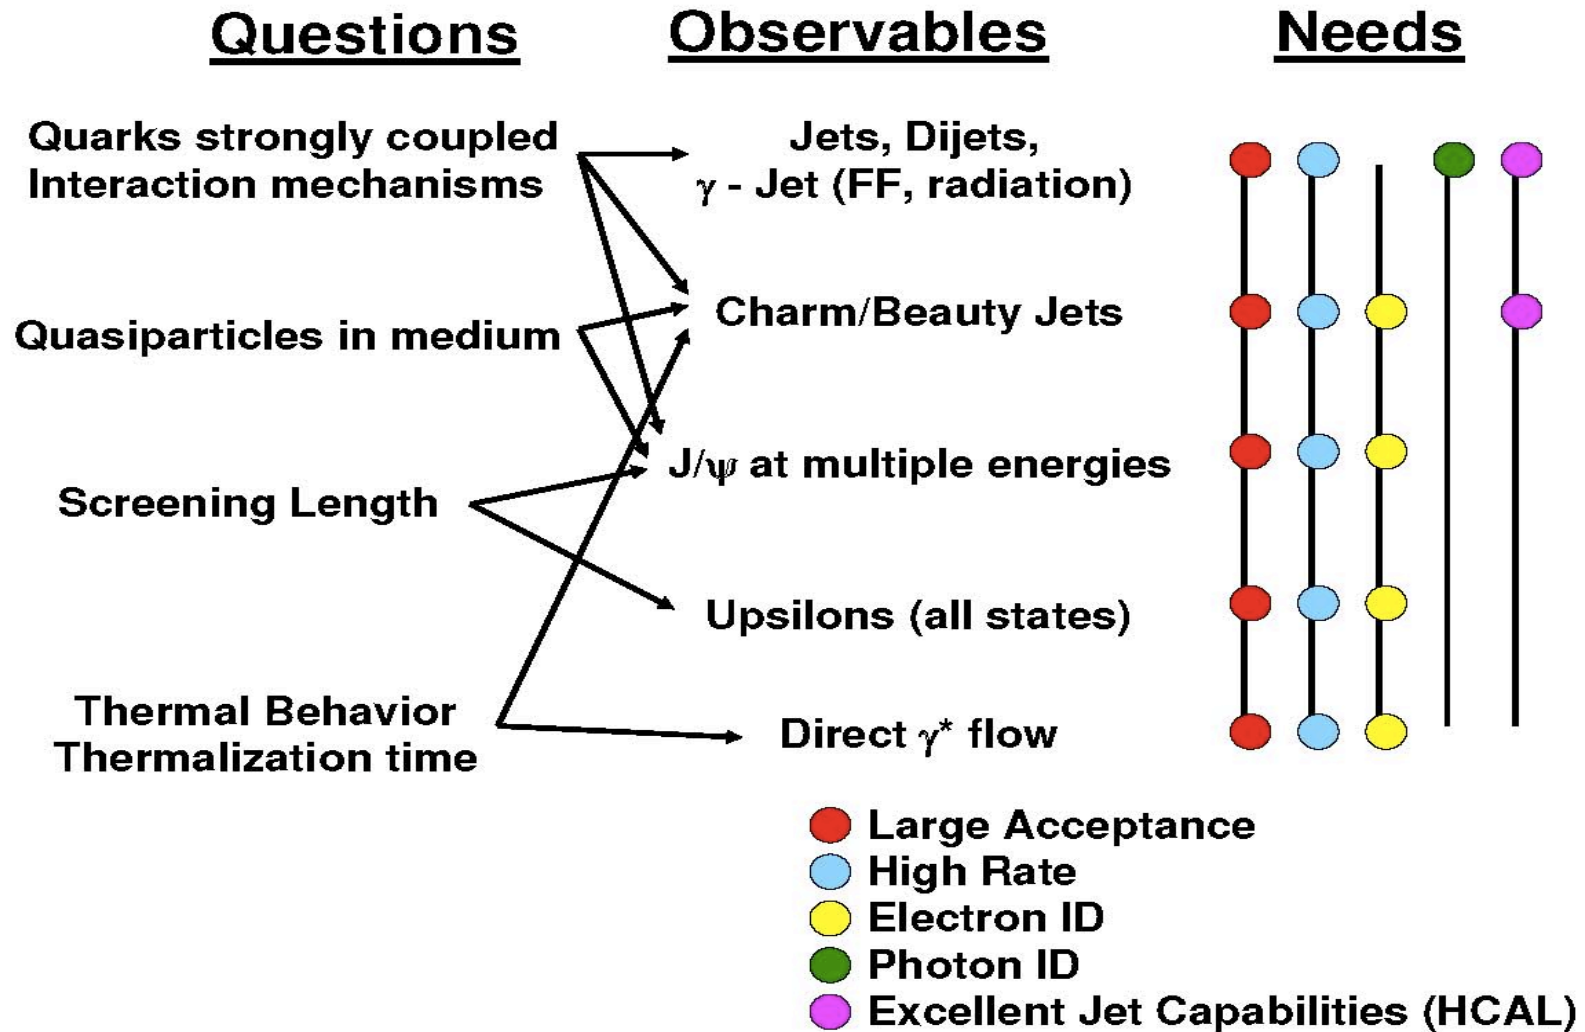 Questions
Observables
Needs
Quarks strongly coupled
Interaction mechanisms
Jets, Dijets,
γ - Jet (FF, radiation)
Quasiparticles in medium
Charm/Beauty Jets
Screening Length
J/ψ at multiple energies
Upsilons (all states)
Thermal Behavior
Thermalization time
Direct γ* flow
Large Acceptance
High Rate
Electron ID
Photon ID
Excellent Jet Capabilities (HCAL)